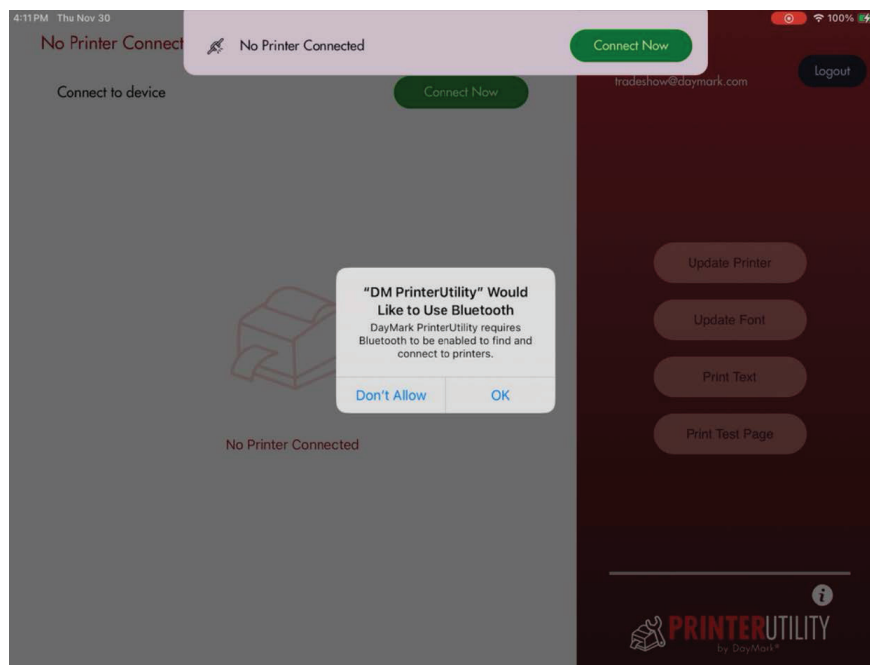 4:11 PM Thu Nov 30
100%
No Printer Connect
No Printer Connected
Connect Now
tradeshow@daymark.com
Logout
Connect to device
Connect Now
Update Printer
"DM PrinterUtility" Would
Like to Use Bluetooth
DayMark PrinterUtility requires
Bluetooth to be enabled to find and
connect to printers.
Don't Allow
OK
Update Font
Print Text
Print Test Page
No Printer Connected
PRINTERUTILITY
by DayMark®